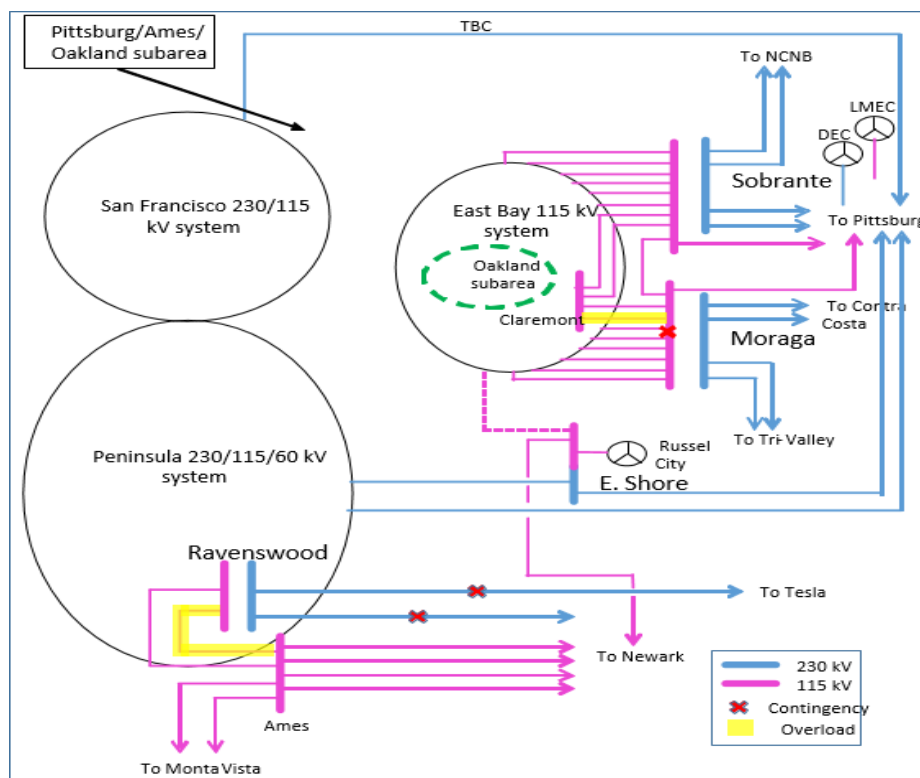 Pittsburg/Ames/
Oakland subarea
TBC
To NCNB
LMEC
DEC
Sobrante
San Francisco 230/115
kV system
East Bay 115 kV
system
To Pittsburg
Oakland
subarea
Claremont
To Contra
Costa
Moraga
To Tri-Valley
Peninsula 230/115/60 kV
system
Russel
City
E. Shore
Ravenswood
To Tesla
To Newark
Ames
To Monta Vista
230 kV
115 kV
Contingency
Overload